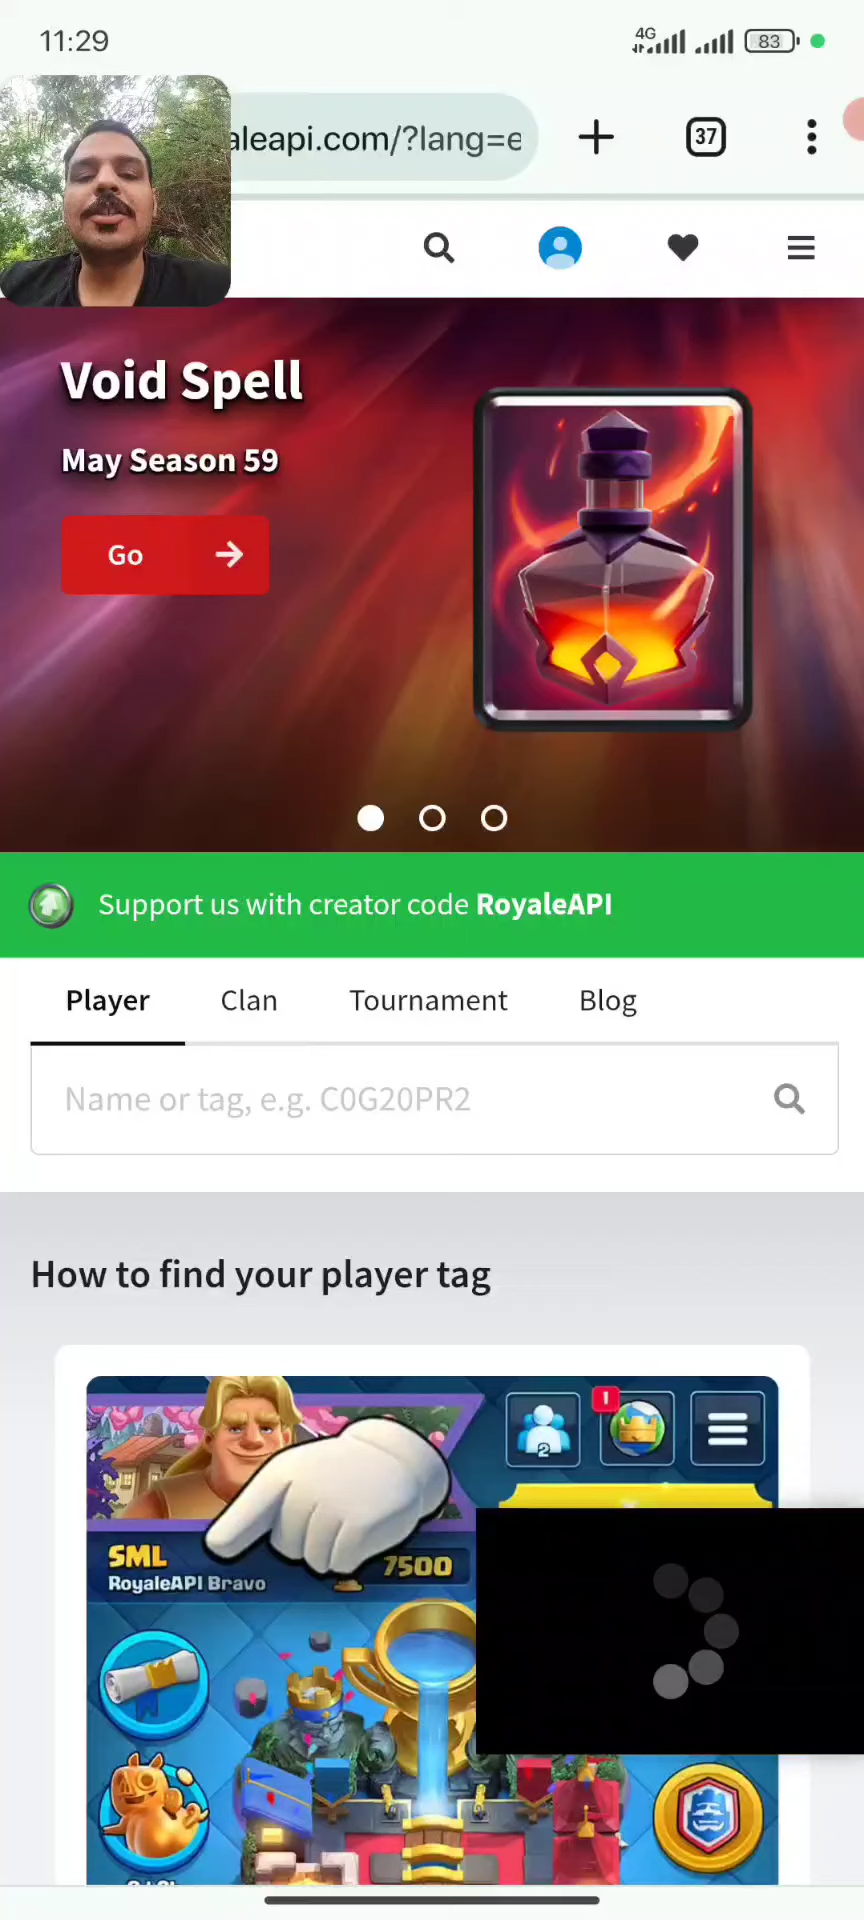 11:29
4G
83
aleapi.com/?lang=e
37
Void Spell
May Season 59
Go
Support us with creator code RoyaleAPI
Player Clan Tournament Blog
Name or tag, e.g. C0G20PR2
How to find your player tag
1
2
SML
7500
RoyaleAPI Bravo